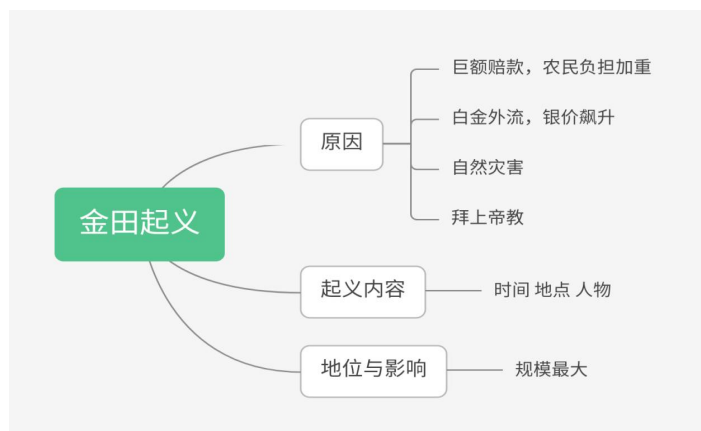 金田起义
原因
巨额赔款，农民负担加重
白金外流，银价飙升
自然灾害
拜上帝教
起义内容
时间 地点 人物
地位与影响
规模最大